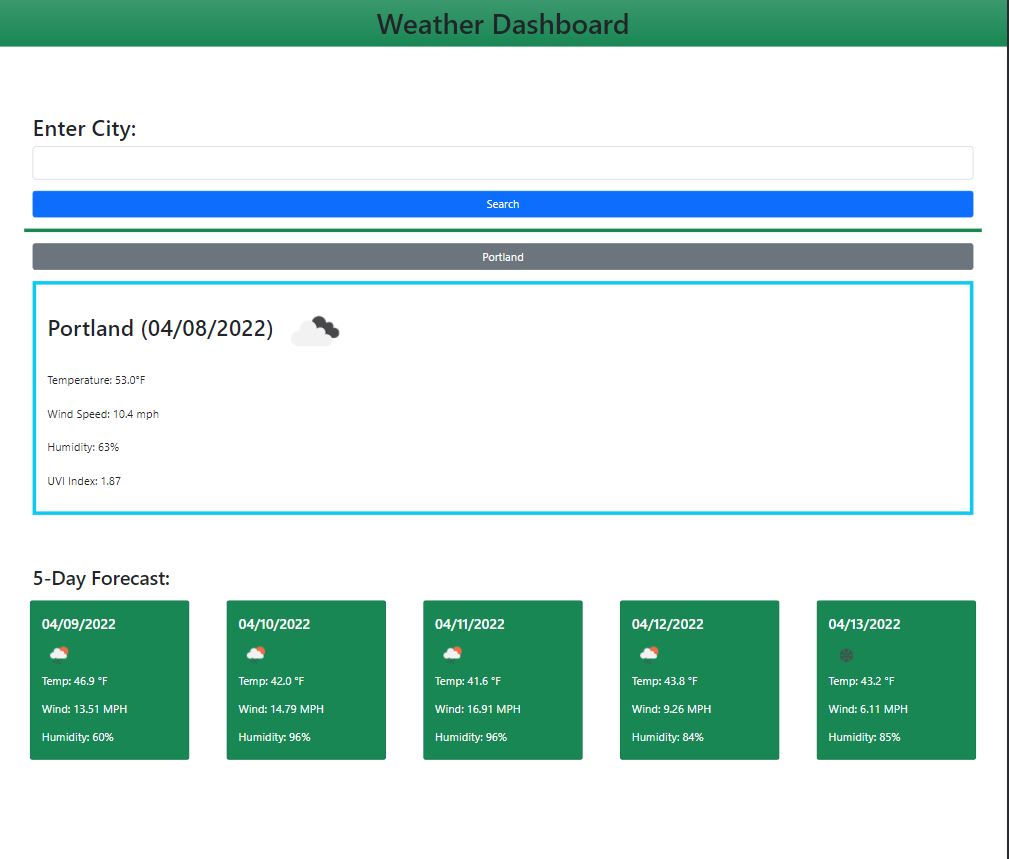 Weather Dashboard
Enter City:
Search
Portland
Portland (04/08/2022)
Temperature: 53.0°F
Wind Speed: 10.4 mph
Humidity: 63%
UVI Index: 1.87
5-Day Forecast:
04/09/2022
Temp: 46.9 °F
Wind: 13.51 MPH
Humidity: 60%
04/10/2022
Temp: 42.0 °F
Wind: 14.79 MPH
Humidity: 96%
04/11/2022
Temp: 41.6 °F
Wind: 16.91 MPH
Humidity: 96%
04/12/2022
Temp: 43.8 °F
Wind: 9.26 MPH
Humidity: 84%
04/13/2022
Temp: 43.2 °F
Wind: 6.11 MPH
Humidity: 85%